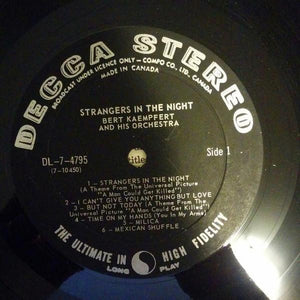 DECCA STEREO
BROADCAST UNDER LICENCE ONLY - COMPO CO., LTD., CANADA
MADE IN CANADA
STRANGERS IN THE NIGHT
BERT KAEMPFERT
AND HIS ORCHESTRA
DL-7-4795
(7-10450)
Side 1
title
1 - STRANGERS IN THE NIGHT
(A Theme From The Universal Picture
"A Man Could Get Killed")
2 - I CAN'T GIVE YOU ANYTHING BUT LOVE
3 - BUT NOT TODAY (A Theme From The
Universal Picture "A Man Could Get Killed")
4 - TIME ON MY HANDS (You In My Arms)
5 - MILICA
6 - MEXICAN SHUFFLE
THE ULTIMATE IN HIGH FIDELITY
LONG PLAY